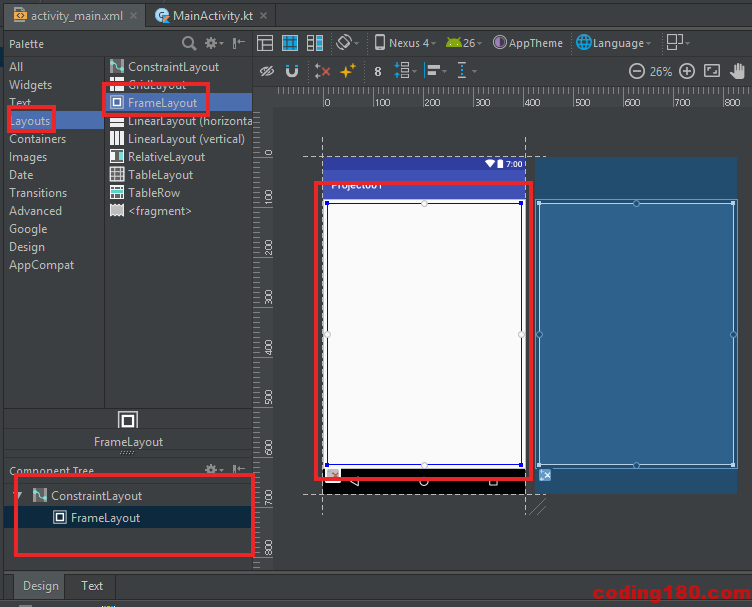 activity_main.xml
MainActivity.kt
Palette
Nexus 4
26
AppTheme
Language
8
26%
All
Widgets
Text
Layouts
Containers
Images
Date
Transitions
Advanced
Google
Design
AppCompat
ConstraintLayout
GridLayout
FrameLayout
LinearLayout (horizonta
LinearLayout (vertical)
RelativeLayout
TableLayout
TableRow
<fragment>
0 100 200 300 400 500 600 700 800
0
100
200
300
400
500
600
700
800
7:00
Project001
FrameLayout
Component Tree
ConstraintLayout
FrameLayout
Design
Text
coding180.com